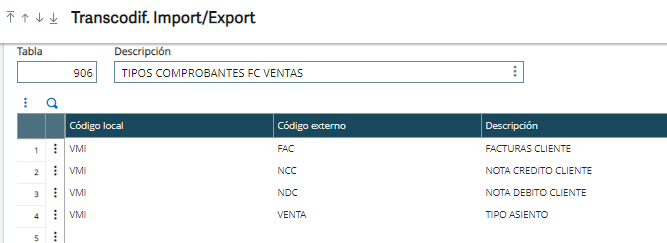 Transcodif. Import/Export
Tabla Descripción
906 TIPOS COMPROBANTES FC VENTAS
Código local Código externo Descripción
1 VMI FAC FACTURAS CLIENTE
2 VMI NCC NOTA CREDITO CLIENTE
3 VMI NDC NOTA DEBITO CLIENTE
4 VMI VENTA TIPO ASIENTO
5